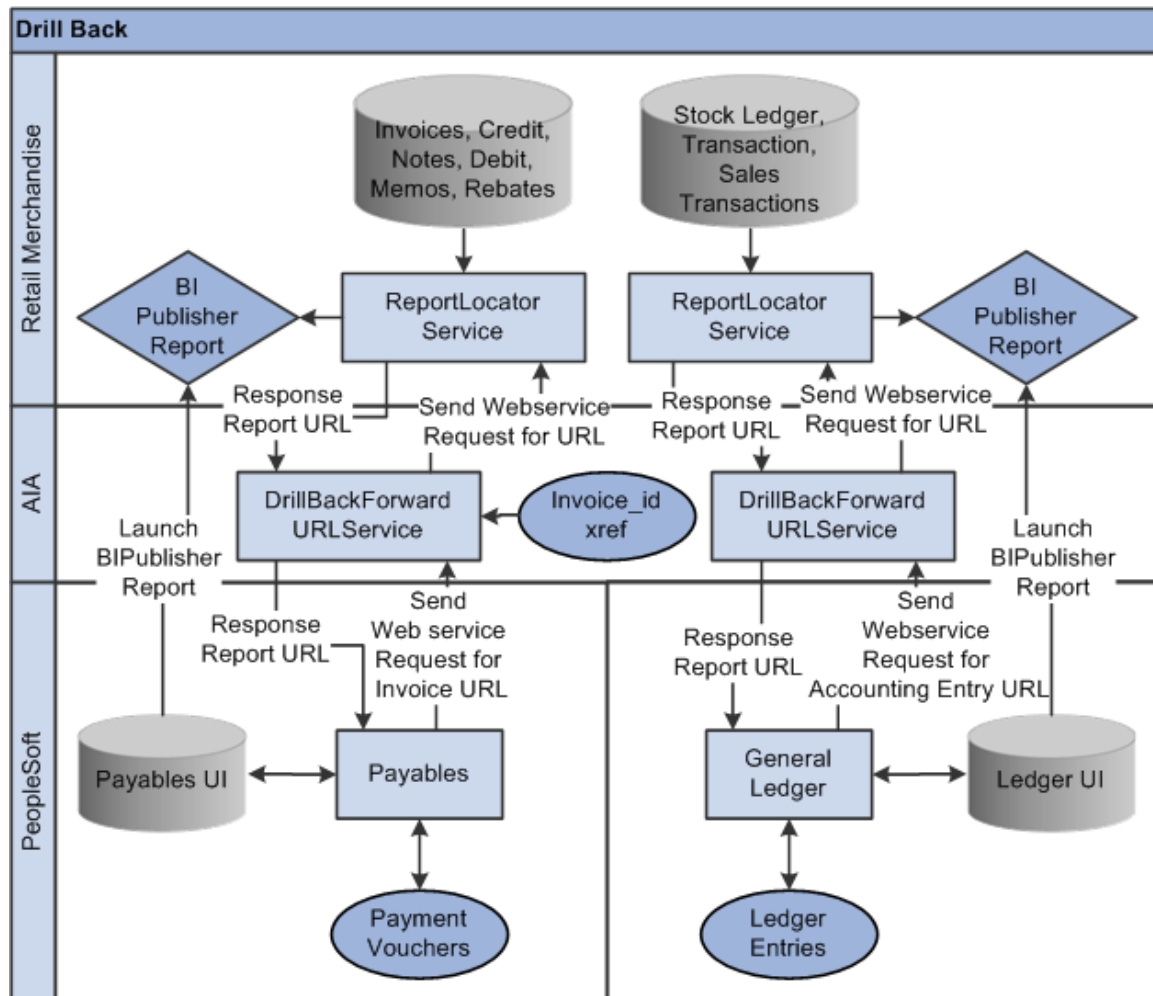 Drill Back
Retail Merchandise
Invoices, Credit,
Notes, Debit,
Memos, Rebates
Stock Ledger,
Transaction,
Sales
Transactions
BI
Publisher
Report
ReportLocator
Service
ReportLocator
Service
BI
Publisher
Report
Response
Report URL
Send Webservice
Request for URL
Response
Report URL
Send Webservice
Request for URL
AIA
DrillBackForward
URLService
Invoice_id
xref
DrillBackForward
URLService
Launch
BIPublisher
Report
Launch
BIPublisher
Report
PeopleSoft
Response
Report URL
Send
Web service
Request for
Invoice URL
Response
Report URL
Send
Webservice
Request for
Accounting Entry URL
Payables UI
Payables
General
Ledger
Ledger UI
Payment
Vouchers
Ledger
Entries